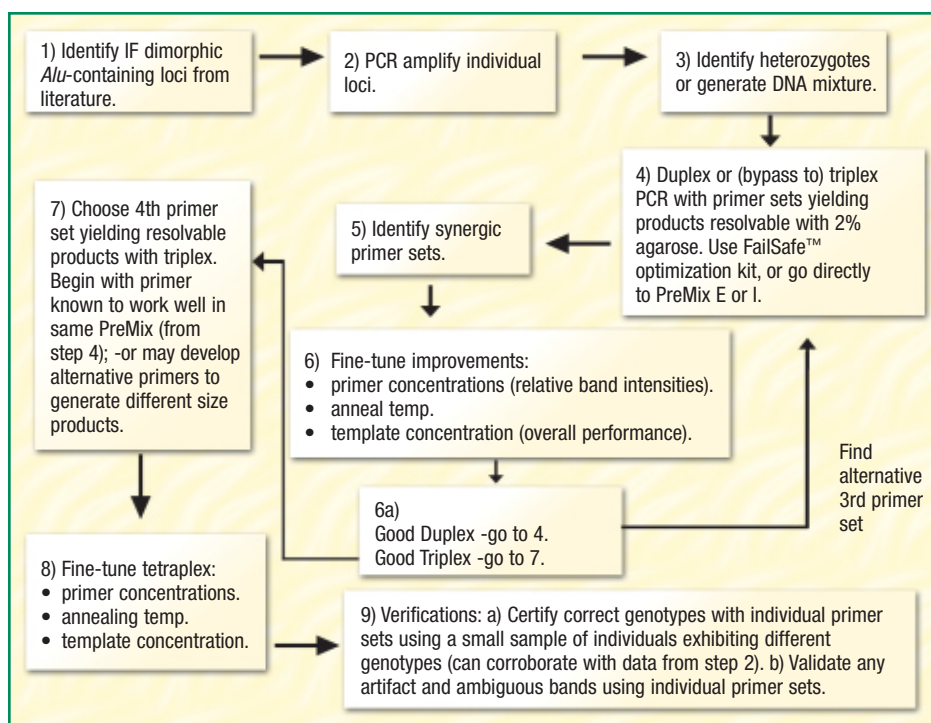 1) Identify IF dimorphic
Alu-containing loci from
literature.
2) PCR amplify individual
loci.
3) Identify heterozygotes
or generate DNA mixture.
4) Duplex or (bypass to) triplex
PCR with primer sets yielding
products resolvable with 2%
agarose. Use FailSafe™
optimization kit, or go directly
to PreMix E or I.
5) Identify synergic
primer sets.
6) Fine-tune improvements:
• primer concentrations (relative band intensities).
• anneal temp.
• template concentration (overall performance).
6a)
Good Duplex -go to 4.
Good Triplex -go to 7.
Find
alternative
3rd primer
set
7) Choose 4th primer
set yielding resolvable
products with triplex.
Begin with primer
known to work well in
same PreMix (from
step 4); -or may develop
alternative primers to
generate different size
products.
8) Fine-tune tetraplex:
• primer concentrations.
• annealing temp.
• template concentration.
9) Verifications: a) Certify correct genotypes with individual primer
sets using a small sample of individuals exhibiting different
genotypes (can corroborate with data from step 2). b) Validate any
artifact and ambiguous bands using individual primer sets.